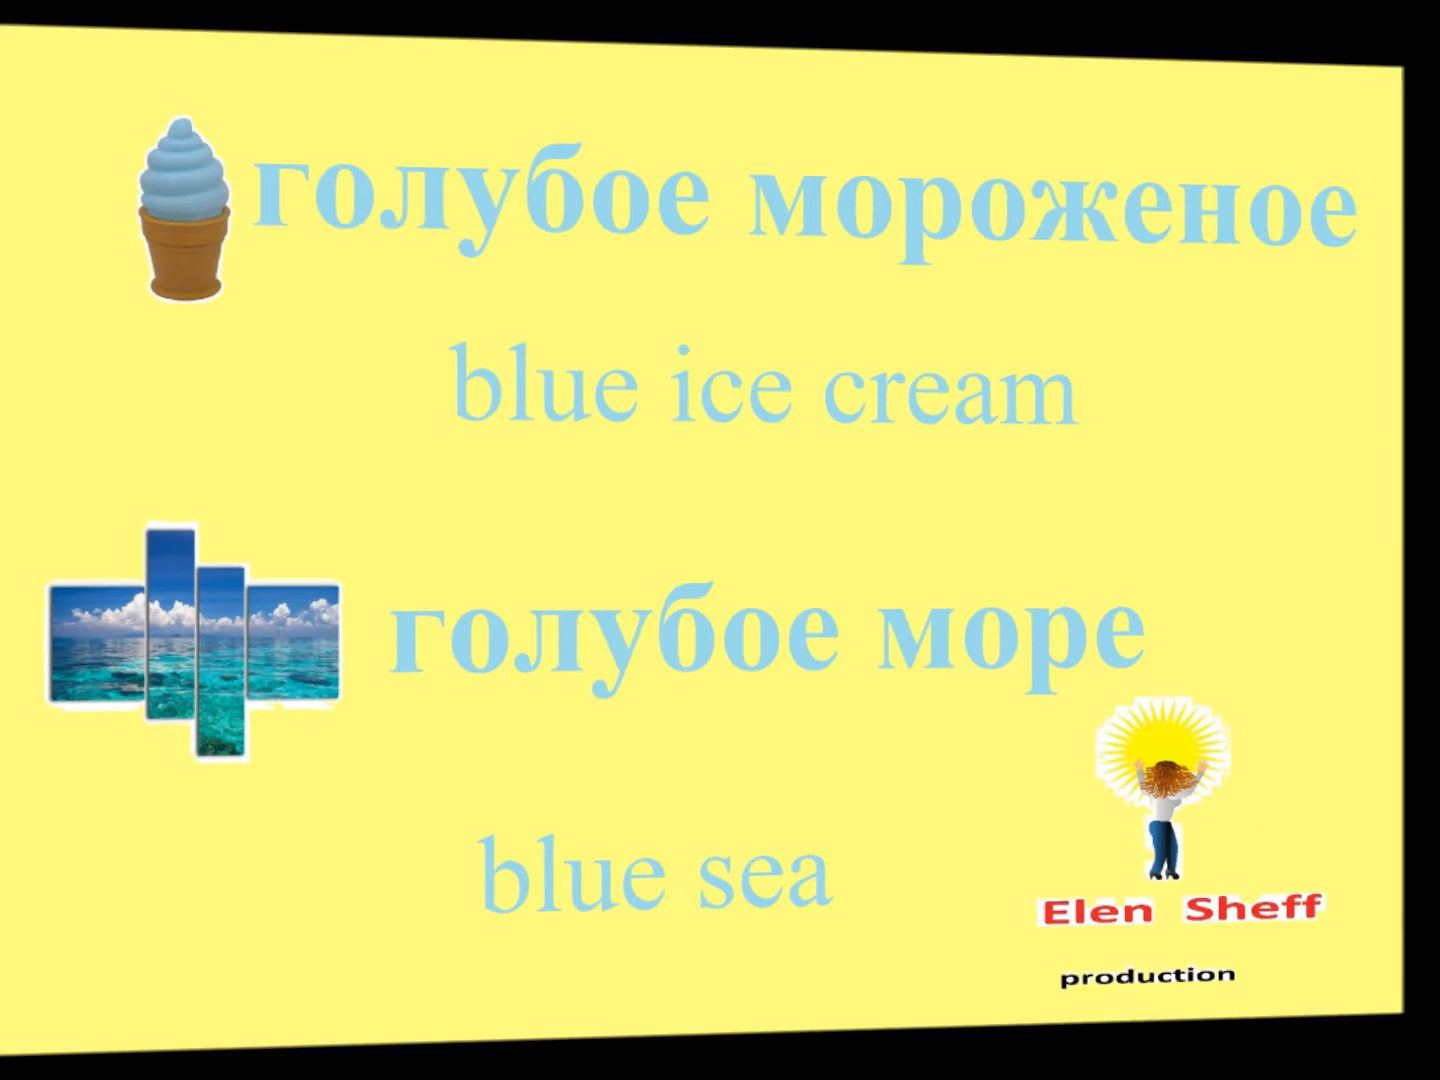 голубое мороженое
blue ice cream
голубое море
blue sea
Elen Sheff
production